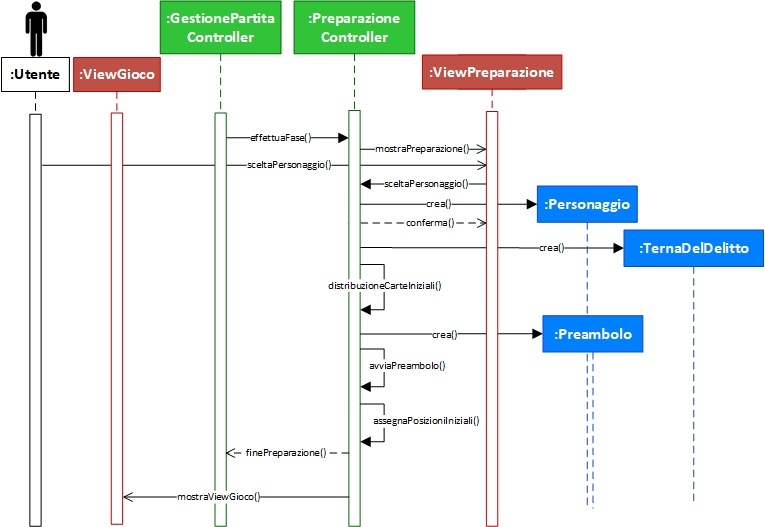 :GestionePartita
Controller
:Preparazione
Controller
:Utente
:ViewGioco
:ViewPreparazione
effettuaFase()
mostraPreparazione()
sceltaPersonaggio()
sceltaPersonaggio()
crea()
:Personaggio
conferma()
crea()
:TernaDelDelitto
distribuzioneCarteIniziali()
crea()
:Preambolo
avviaPreambolo()
assegnaPosizioniIniziali()
finePreparazione()
mostraViewGioco()